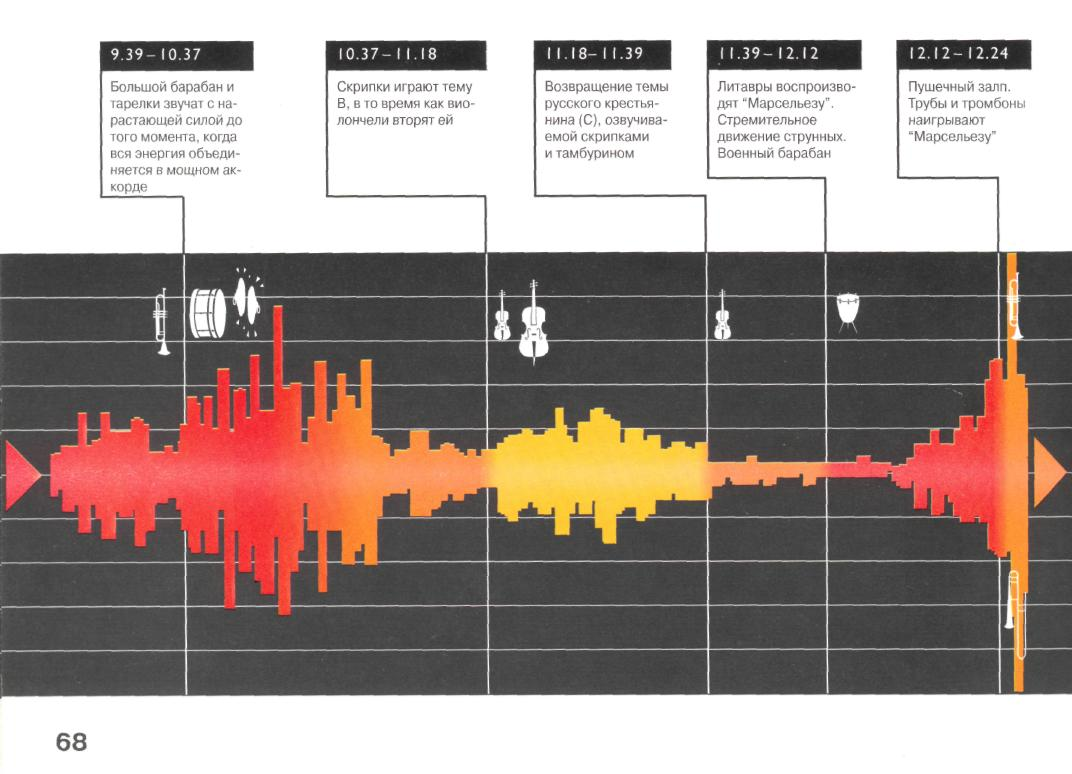 9.39–10.37
Большой барабан и
тарелки звучат с на-
растающей силой до
того момента, когда
вся энергия объеди-
няется в мощном ак-
корде
10.37–11.18
Скрипки играют тему
В, в то время как вио-
лончели вторят ей
11.18–11.39
Возвращение темы
русского крестья-
нина (С), озвучива-
емой скрипками
и тамбурином
11.39–12.12
Литавры воспроизво-
дят “Марсельезу”.
Стремительное
движение струнных.
Военный барабан
12.12–12.24
Пушечный залп.
Трубы и тромбоны
наигрывают
“Марсельезу”
68